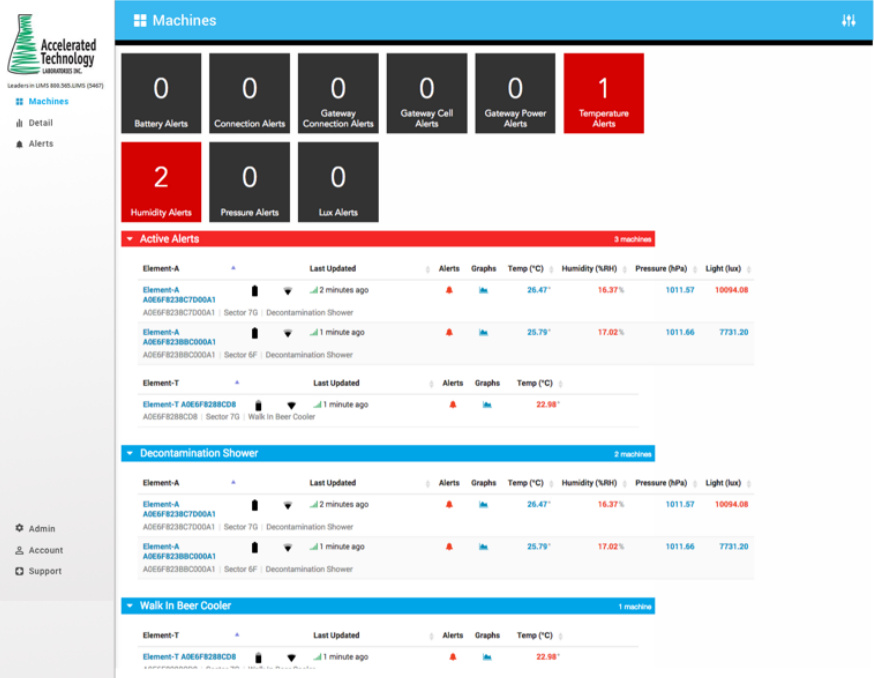 Accelerated
Technology
LABORATORIES INC.
Leaders in LIMS 800.565.LIMS (5467)
Machines
Detail
Alerts
Admin
Account
Support
Machines
0
Battery Alerts
0
Connection Alerts
0
Gateway
Connection Alerts
0
Gateway Cell
Alerts
0
Gateway Power
Alerts
1
Temperature
Alerts
2
Humidity Alerts
0
Pressure Alerts
0
Lux Alerts
Active Alerts 3 machines
Element-A Last Updated Alerts Graphs Temp (°C) Humidity (%RH) Pressure (hPa) Light (lux)
Element-A 2 minutes ago 26.47° 16.37% 1011.57 10094.08
A0E6F8238C7D00A1
A0E6F8238C7D00A1 | Sector 7G | Decontamination Shower
Element-A 1 minute ago 25.79° 17.02% 1011.66 7731.20
A0E6F823BBC000A1
A0E6F823BBC000A1 | Sector 6F | Decontamination Shower
Element-T Last Updated Alerts Graphs Temp (°C)
Element-T A0E6F8288CD8 1 minute ago 22.98°
A0E6F8288CD8 | Sector 7G | Walk In Beer Cooler
Decontamination Shower 2 machines
Element-A Last Updated Alerts Graphs Temp (°C) Humidity (%RH) Pressure (hPa) Light (lux)
Element-A 2 minutes ago 26.47° 16.37% 1011.57 10094.08
A0E6F8238C7D00A1
A0E6F8238C7D00A1 | Sector 7G | Decontamination Shower
Element-A 1 minute ago 25.79° 17.02% 1011.66 7731.20
A0E6F823BBC000A1
A0E6F823BBC000A1 | Sector 6F | Decontamination Shower
Walk In Beer Cooler 1 machine
Element-T Last Updated Alerts Graphs Temp (°C)
Element-T A0E6F8288CD8 1 minute ago 22.98°